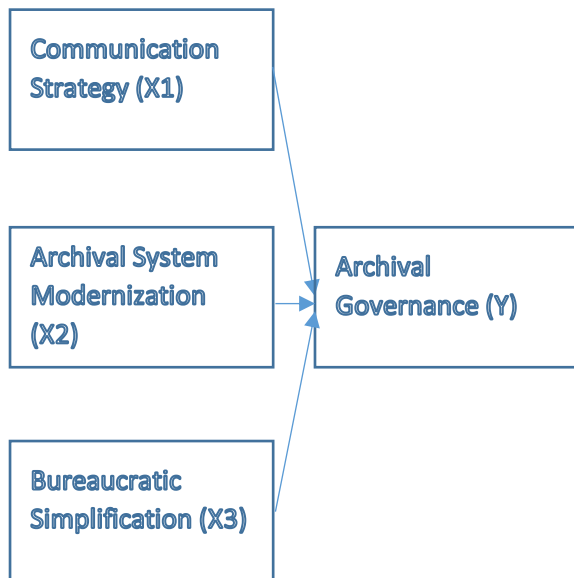 Communication
Strategy (X1)
Archival System
Modernization
(X2)
Archival
Governance (Y)
Bureaucratic
Simplification (X3)